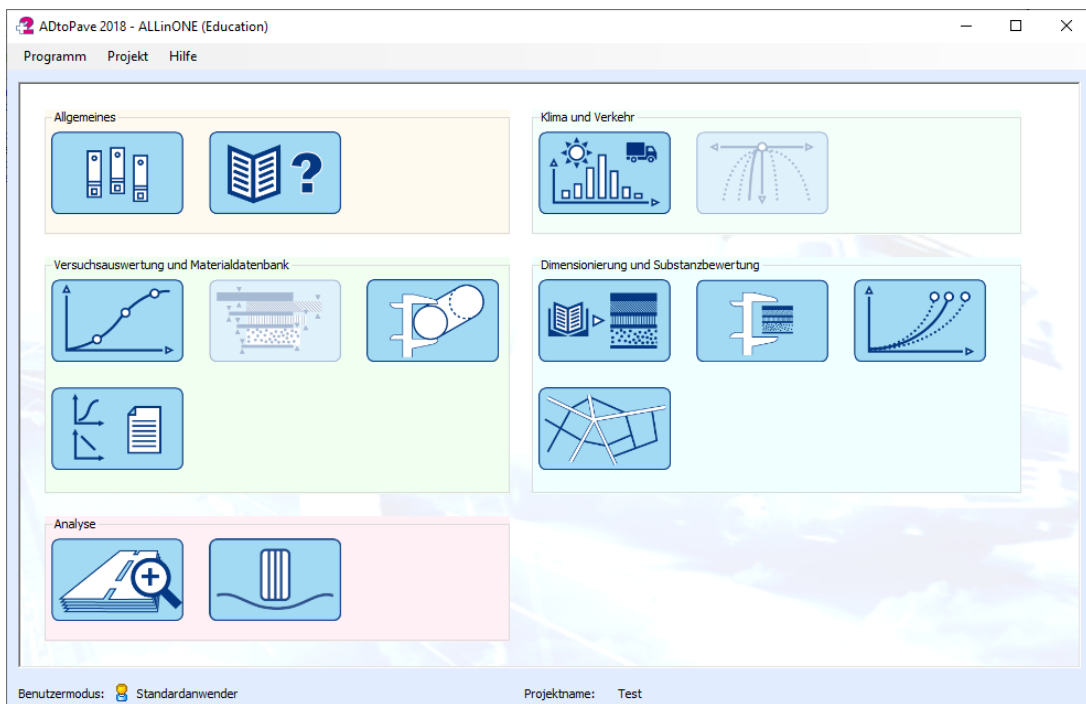 ADtoPave 2018 - ALLinONE (Education)
Programm Projekt Hilfe
Allgemeines
?
Klima und Verkehr
Versuchsauswertung und Materialdatenbank
Dimensionierung und Substanzbewertung
Analyse
Benutzermodus: Standardanwender
Projektname: Test